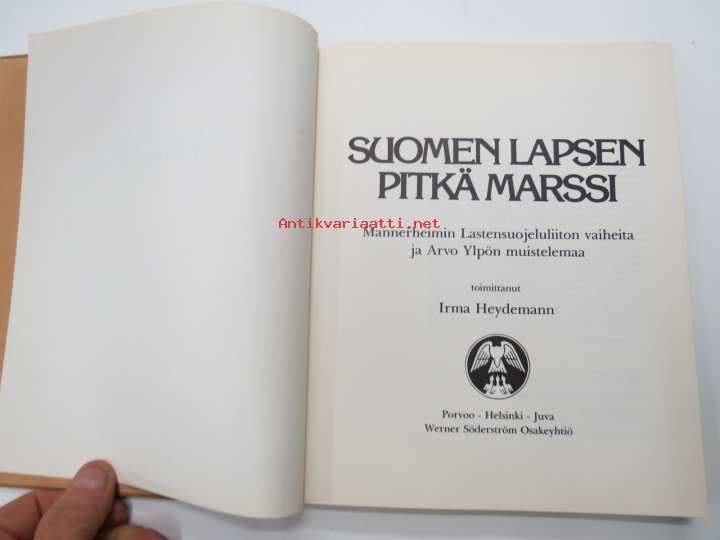 SUOMEN LAPSEN
PITKÄ MARSSI
Antikvariaatti.net
Mannerheimin Lastensuojeluliiton vaiheita
ja Arvo Ylpön muistelemaa
toimittanut
Irma Heydemann
Porvoo - Helsinki - Juva
Werner Söderström Osakeyhtiö